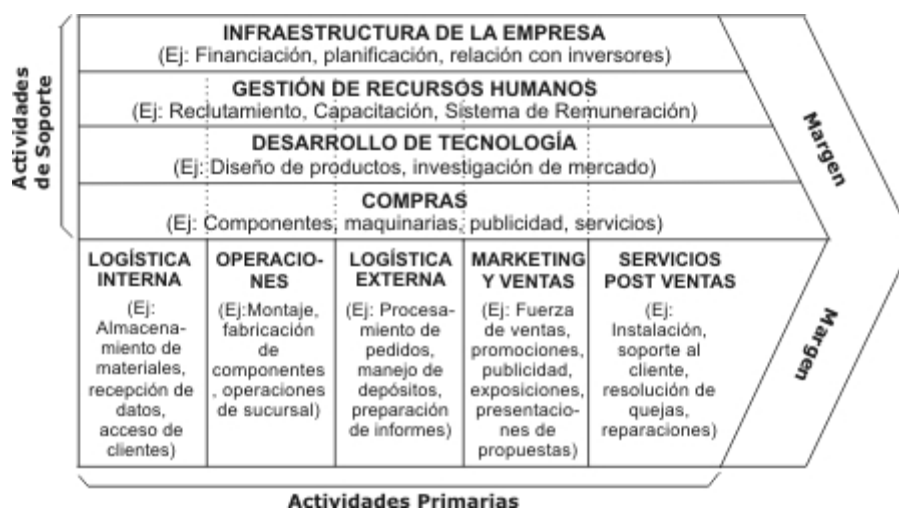 Actividades
de Soporte
INFRAESTRUCTURA DE LA EMPRESA
(Ej: Financiación, planificación, relación con inversores)
GESTIÓN DE RECURSOS HUMANOS
(Ej: Reclutamiento, Capacitación, Sistema de Remuneración)
DESARROLLO DE TECNOLOGÍA
(Ej: Diseño de productos, investigación de mercado)
COMPRAS
(Ej: Componentes, maquinarias, publicidad, servicios)
Margen
LOGÍSTICA
INTERNA
(Ej:
Almacena-
miento de
materiales,
recepción de
datos,
acceso de
clientes)
OPERACIO-
NES
(Ej:Montaje,
fabricación
de
componentes
, operaciones
de sucursal)
LOGÍSTICA
EXTERNA
(Ej: Procesa-
miento de
pedidos,
manejo de
depósitos,
preparación
de informes)
MARKETING
Y VENTAS
(Ej: Fuerza
de ventas,
promociones,
publicidad,
exposiciones,
presentacio-
nes de
propuestas)
SERVICIOS
POST VENTAS
(Ej:
Instalación,
soporte al
cliente,
resolución de
quejas,
reparaciones)
Margen
Actividades Primarias